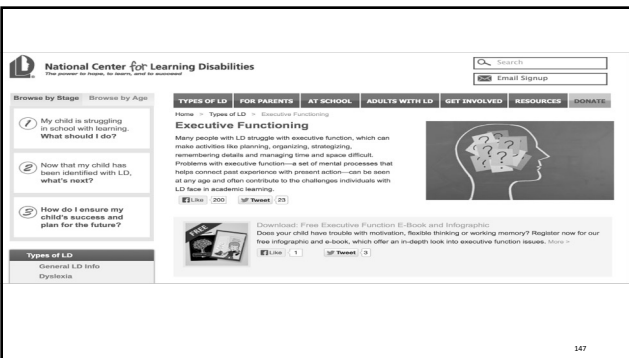 National Center for Learning Disabilities
The power to hope, to learn, and to succeed
Search
Email Signup
Browse by Stage Browse by Age
TYPES OF LD FOR PARENTS AT SCHOOL ADULTS WITH LD GET INVOLVED RESOURCES DONATE
1 My child is struggling
in school with learning.
What should I do?
2 Now that my child has
been identified with LD,
what's next?
3 How do I ensure my
child's success and
plan for the future?
Types of LD
General LD Info
Dyslexia
Home > Types of LD > Executive Functioning
Executive Functioning
Many people with LD struggle with executive function, which can
make activities like planning, organizing, strategizing,
remembering details and managing time and space difficult.
Problems with executive function—a set of mental processes that
helps connect past experience with present action—can be seen
at any age and often contribute to the challenges individuals with
LD face in academic learning.
Like 200 Tweet 23
? ? ? ? ?
FREE
Download: Free Executive Function E-Book and Infographic
Does your child have trouble with motivation, flexible thinking or working memory? Register now for our
free infographic and e-book, which offer an in-depth look into executive function issues. More >
Like 1 Tweet 3
147